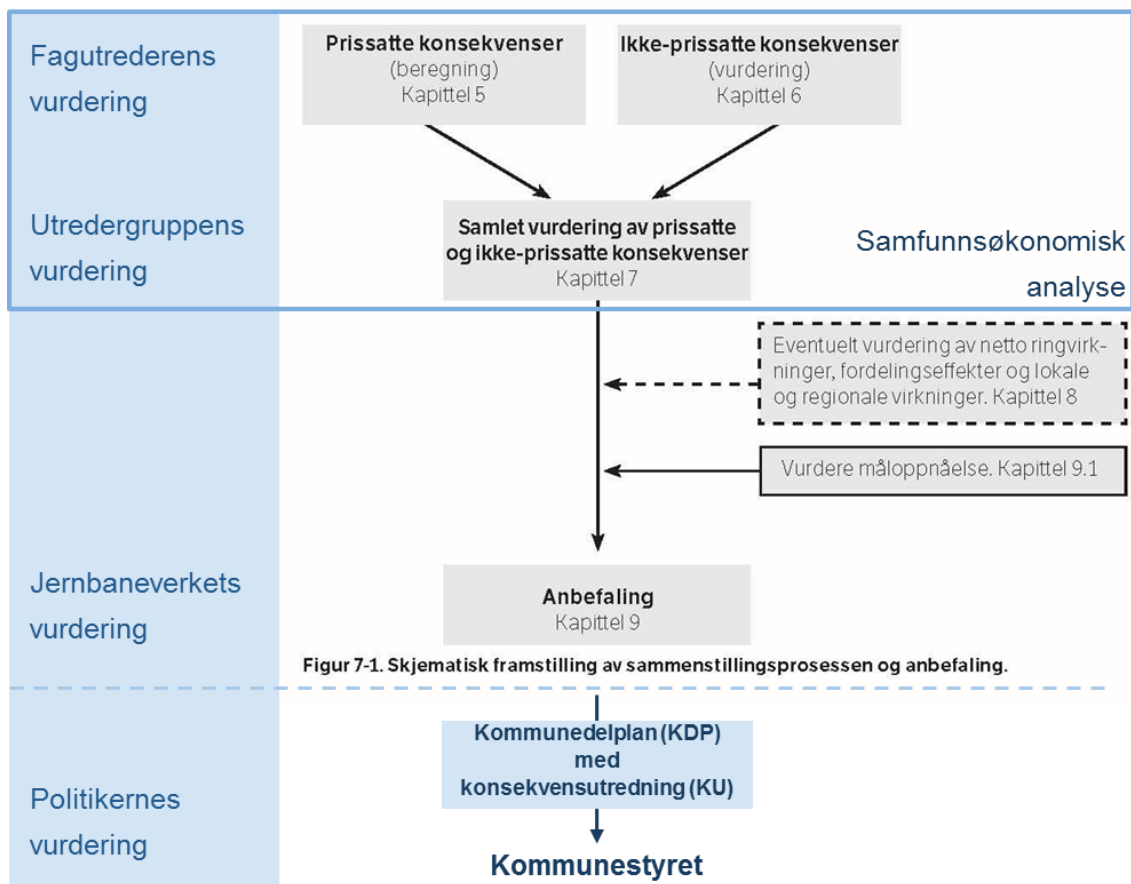 Fagutrederens
vurdering
Prissatte konsekvenser
(beregning)
Kapittel 5
Ikke-prissatte konsekvenser
(vurdering)
Kapittel 6
Utredergruppens
vurdering
Samlet vurdering av prissatte
og ikke-prissatte konsekvenser
Kapittel 7
Samfunnsøkonomisk
analyse
Eventuelt vurdering av netto ringvirk-
ninger, fordelingseffekter og lokale
og regionale virkninger. Kapittel 8
Vurdere måloppnåelse. Kapittel 9.1
Jernbaneverkets
vurdering
Anbefaling
Kapittel 9
Figur 7-1. Skjematisk framstilling av sammenstillingsprosessen og anbefaling.
Kommunedelplan (KDP)
med
konsekvensutredning (KU)
Politikernes
vurdering
Kommunestyret